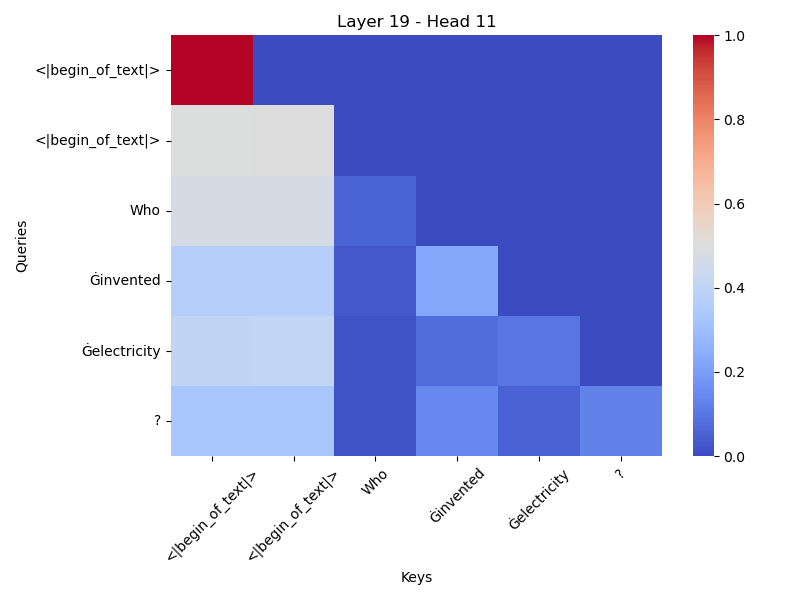 Layer 19 - Head 11
<|begin_of_text|>
<|begin_of_text|>
Who
Ġinvented
Ġelectricity
?
Queries
<|begin_of_text|>
<|begin_of_text|>
Who
Ġinvented
Ġelectricity
?
Keys
1.0
0.8
0.6
0.4
0.2
0.0